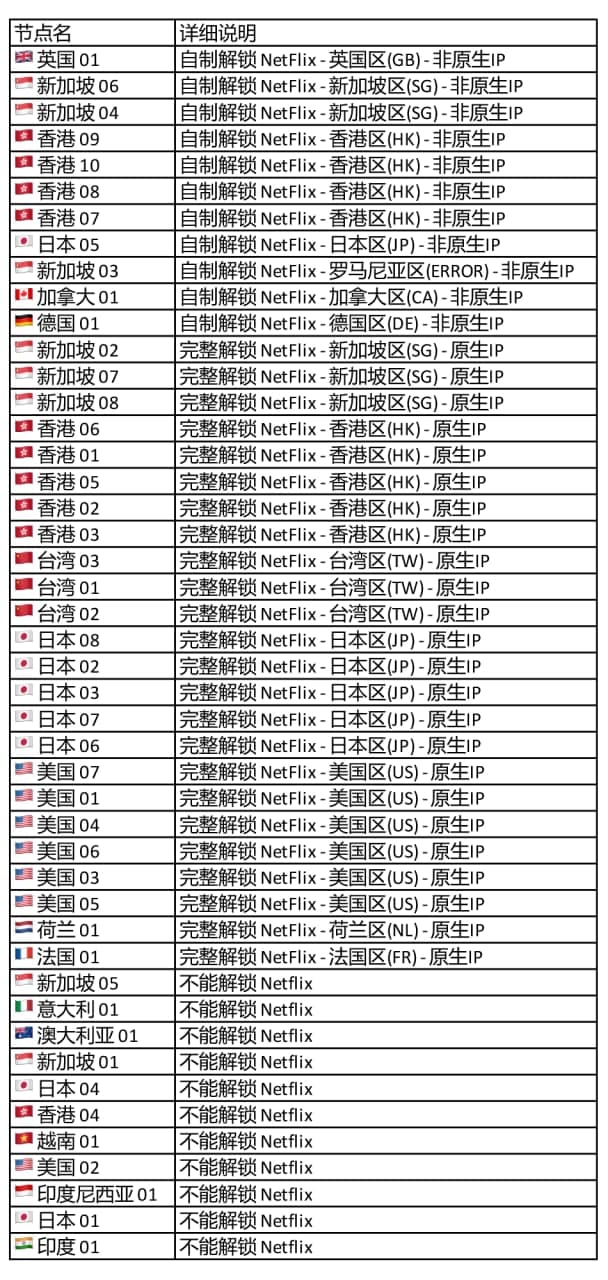 节点名 详细说明
🇬🇧 英国 01 自制解锁 NetFlix - 英国区(GB) - 非原生IP
🇸🇬 新加坡 06 自制解锁 NetFlix - 新加坡区(SG) - 非原生IP
🇸🇬 新加坡 04 自制解锁 NetFlix - 新加坡区(SG) - 非原生IP
🇭🇰 香港 09 自制解锁 NetFlix - 香港区(HK) - 非原生IP
🇭🇰 香港 10 自制解锁 NetFlix - 香港区(HK) - 非原生IP
🇭🇰 香港 08 自制解锁 NetFlix - 香港区(HK) - 非原生IP
🇭🇰 香港 07 自制解锁 NetFlix - 香港区(HK) - 非原生IP
🇯🇵 日本 05 自制解锁 NetFlix - 日本区(JP) - 非原生IP
🇸🇬 新加坡 03 自制解锁 NetFlix - 罗马尼亚区(ERROR) - 非原生IP
🇨🇦 加拿大 01 自制解锁 NetFlix - 加拿大区(CA) - 非原生IP
🇩🇪 德国 01 自制解锁 NetFlix - 德国区(DE) - 非原生IP
🇸🇬 新加坡 02 完整解锁 NetFlix - 新加坡区(SG) - 原生IP
🇸🇬 新加坡 07 完整解锁 NetFlix - 新加坡区(SG) - 原生IP
🇸🇬 新加坡 08 完整解锁 NetFlix - 新加坡区(SG) - 原生IP
🇭🇰 香港 06 完整解锁 NetFlix - 香港区(HK) - 原生IP
🇭🇰 香港 01 完整解锁 NetFlix - 香港区(HK) - 原生IP
🇭🇰 香港 05 完整解锁 NetFlix - 香港区(HK) - 原生IP
🇭🇰 香港 02 完整解锁 NetFlix - 香港区(HK) - 原生IP
🇭🇰 香港 03 完整解锁 NetFlix - 香港区(HK) - 原生IP
🇨🇳 台湾 03 完整解锁 NetFlix - 台湾区(TW) - 原生IP
🇨🇳 台湾 01 完整解锁 NetFlix - 台湾区(TW) - 原生IP
🇨🇳 台湾 02 完整解锁 NetFlix - 台湾区(TW) - 原生IP
🇯🇵 日本 08 完整解锁 NetFlix - 日本区(JP) - 原生IP
🇯🇵 日本 02 完整解锁 NetFlix - 日本区(JP) - 原生IP
🇯🇵 日本 03 完整解锁 NetFlix - 日本区(JP) - 原生IP
🇯🇵 日本 07 完整解锁 NetFlix - 日本区(JP) - 原生IP
🇯🇵 日本 06 完整解锁 NetFlix - 日本区(JP) - 原生IP
🇺🇸 美国 07 完整解锁 NetFlix - 美国区(US) - 原生IP
🇺🇸 美国 01 完整解锁 NetFlix - 美国区(US) - 原生IP
🇺🇸 美国 04 完整解锁 NetFlix - 美国区(US) - 原生IP
🇺🇸 美国 06 完整解锁 NetFlix - 美国区(US) - 原生IP
🇺🇸 美国 03 完整解锁 NetFlix - 美国区(US) - 原生IP
🇺🇸 美国 05 完整解锁 NetFlix - 美国区(US) - 原生IP
🇳🇱 荷兰 01 完整解锁 NetFlix - 荷兰区(NL) - 原生IP
🇫🇷 法国 01 完整解锁 NetFlix - 法国区(FR) - 原生IP
🇸🇬 新加坡 05 不能解锁 Netflix
🇮🇹 意大利 01 不能解锁 Netflix
🇦🇺 澳大利亚 01 不能解锁 Netflix
🇸🇬 新加坡 01 不能解锁 Netflix
🇯🇵 日本 04 不能解锁 Netflix
🇭🇰 香港 04 不能解锁 Netflix
🇻🇳 越南 01 不能解锁 Netflix
🇺🇸 美国 02 不能解锁 Netflix
🇮🇩 印度尼西亚 01 不能解锁 Netflix
🇯🇵 日本 01 不能解锁 Netflix
🇮🇳 印度 01 不能解锁 Netflix